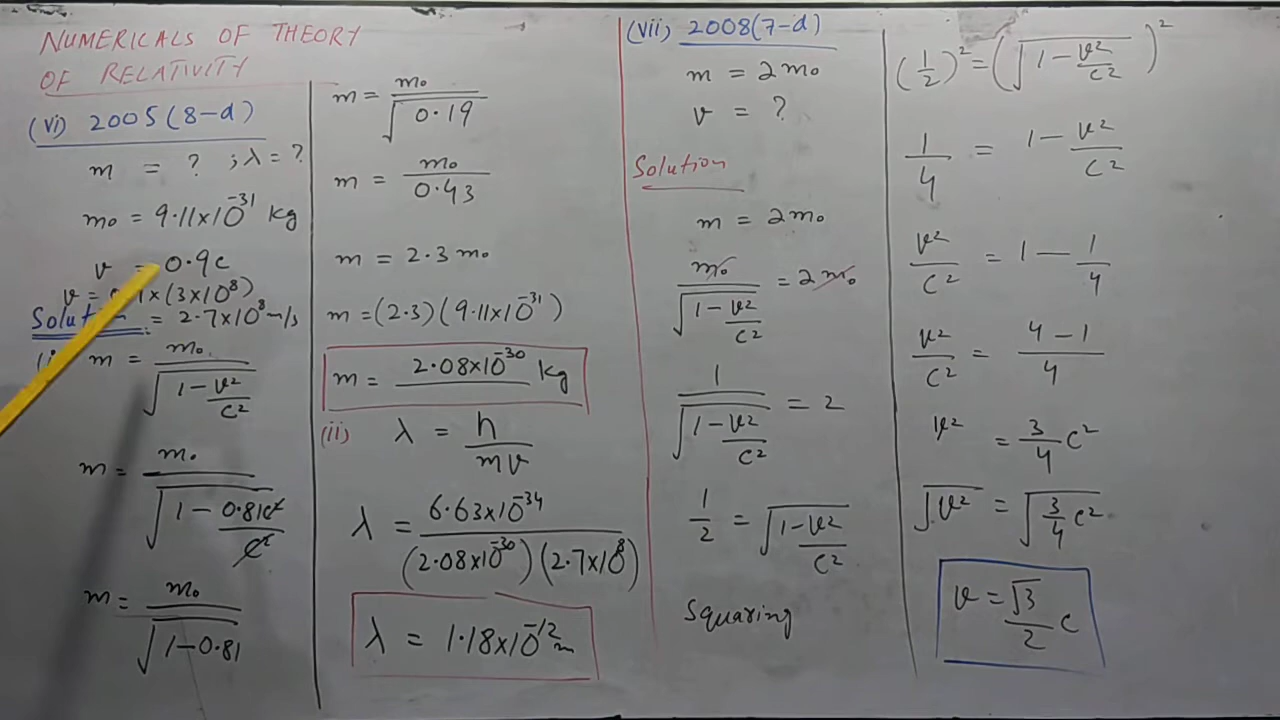 NUMERICALS OF THEORY
OF RELATIVITY
(vi) 2005 (8-d)
m = ? ; λ = ?
m₀ = 9.11×10⁻³¹ kg
v = 0.9c
v = ×(3×10⁸)
= 2.7×10⁸ m/s
m = m₀ / √(1 - v²/c²)
m = m₀ / √(1 - 0.81c²/c²)
m = m₀ / √(1-0.81)
m = m₀ / √0.19
m = m₀ / 0.43
m = 2.3 m₀
m = (2.3)(9.11×10⁻³¹)
m = 2.08×10⁻³⁰ kg
(ii) λ = h / mv
λ = 6.63×10⁻³⁴ / (2.08×10⁻³⁰)(2.7×10⁸)
λ = 1.18×10⁻¹² m
(vii) 2008 (7-d)
m = 2m₀
v = ?
Solution
m = 2m₀
m₀ / √(1 - v²/c²) = 2m₀
1 / √(1 - v²/c²) = 2
1/2 = √(1 - v²/c²)
Squaring
(1/2)² = (√(1 - v²/c²))²
1/4 = 1 - v²/c²
v²/c² = 1 - 1/4
v²/c² = 4-1 / 4
v² = 3/4 c²
√v² = √(3/4 c²)
v = √3/2 c